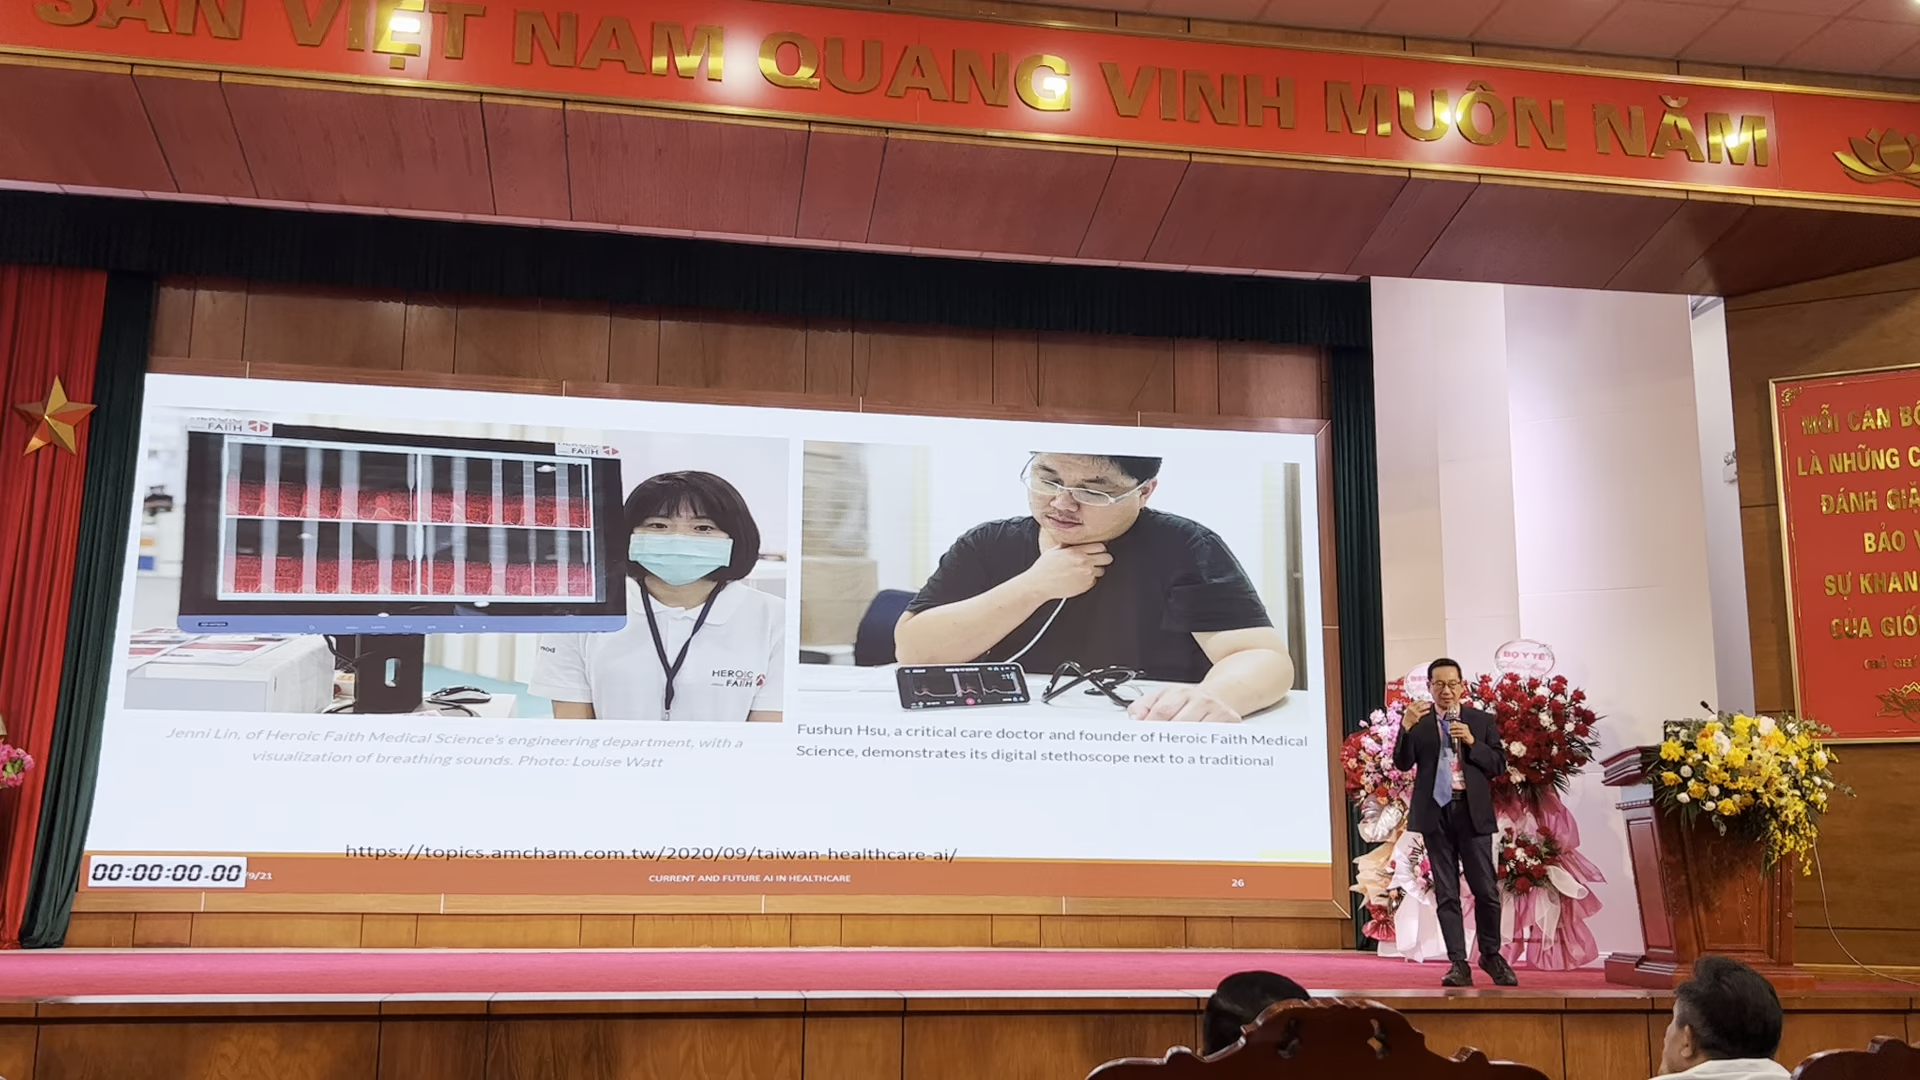 SẢN VIỆT NAM QUANG VINH MUÔN NĂM
HEROIC
FAITH
HEROIC
FAITH
HEROIC
FAITH
Jenni Lin, of Heroic Faith Medical Science's engineering department, with a
visualization of breathing sounds. Photo: Louise Watt
Fushun Hsu, a critical care doctor and founder of Heroic Faith Medical
Science, demonstrates its digital stethoscope next to a traditional
https://topics.amcham.com.tw/2020/09/taiwan-healthcare-ai/
00:00:00.00
9/21
CURRENT AND FUTURE AI IN HEALTHCARE
26
BỘ Y TẾ
MỖI CÁN BỘ
LÀ NHỮNG C
ĐÁNH GIẶ
BẢO V
SỰ KHAN
CỦA GIỐ